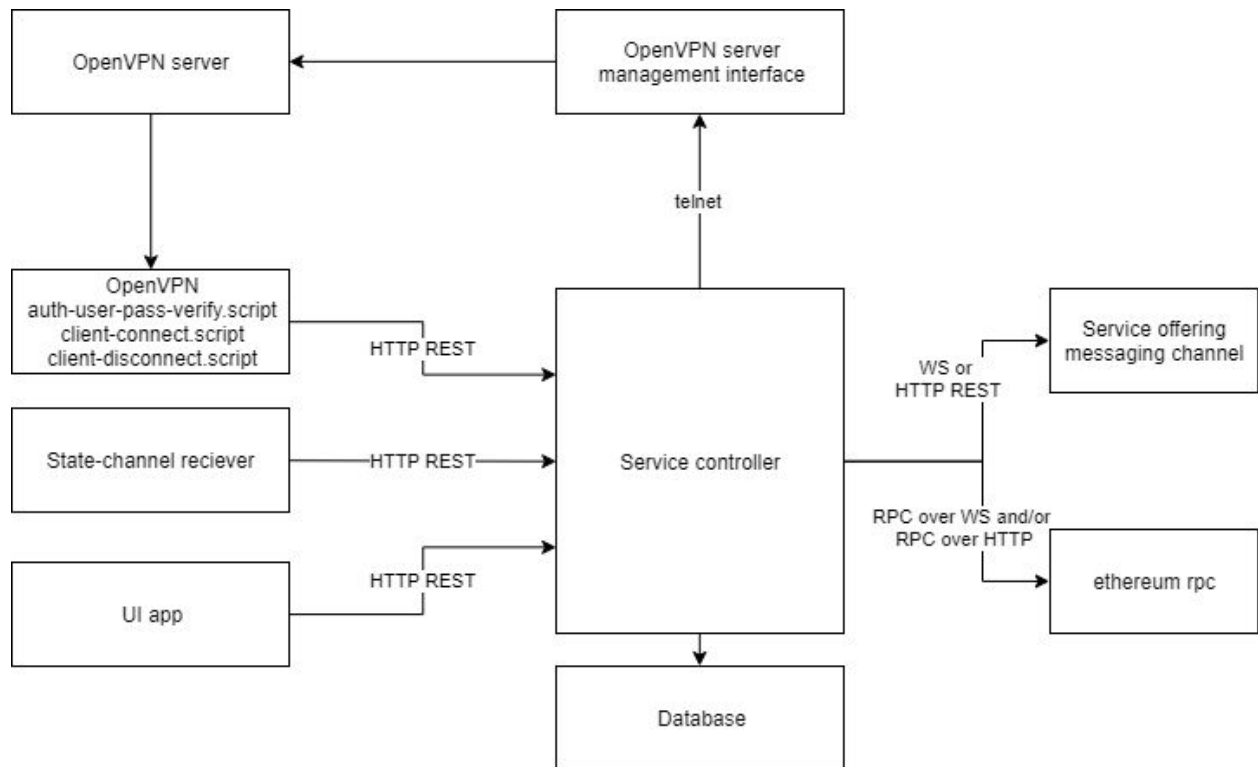 OpenVPN server
OpenVPN server
management interface
telnet
OpenVPN
auth-user-pass-verify.script
client-connect.script
client-disconnect.script
HTTP REST
State-channel reciever
HTTP REST
UI app
HTTP REST
Service controller
WS or
HTTP REST
Service offering
messaging channel
RPC over WS and/or
RPC over HTTP
ethereum rpc
Database